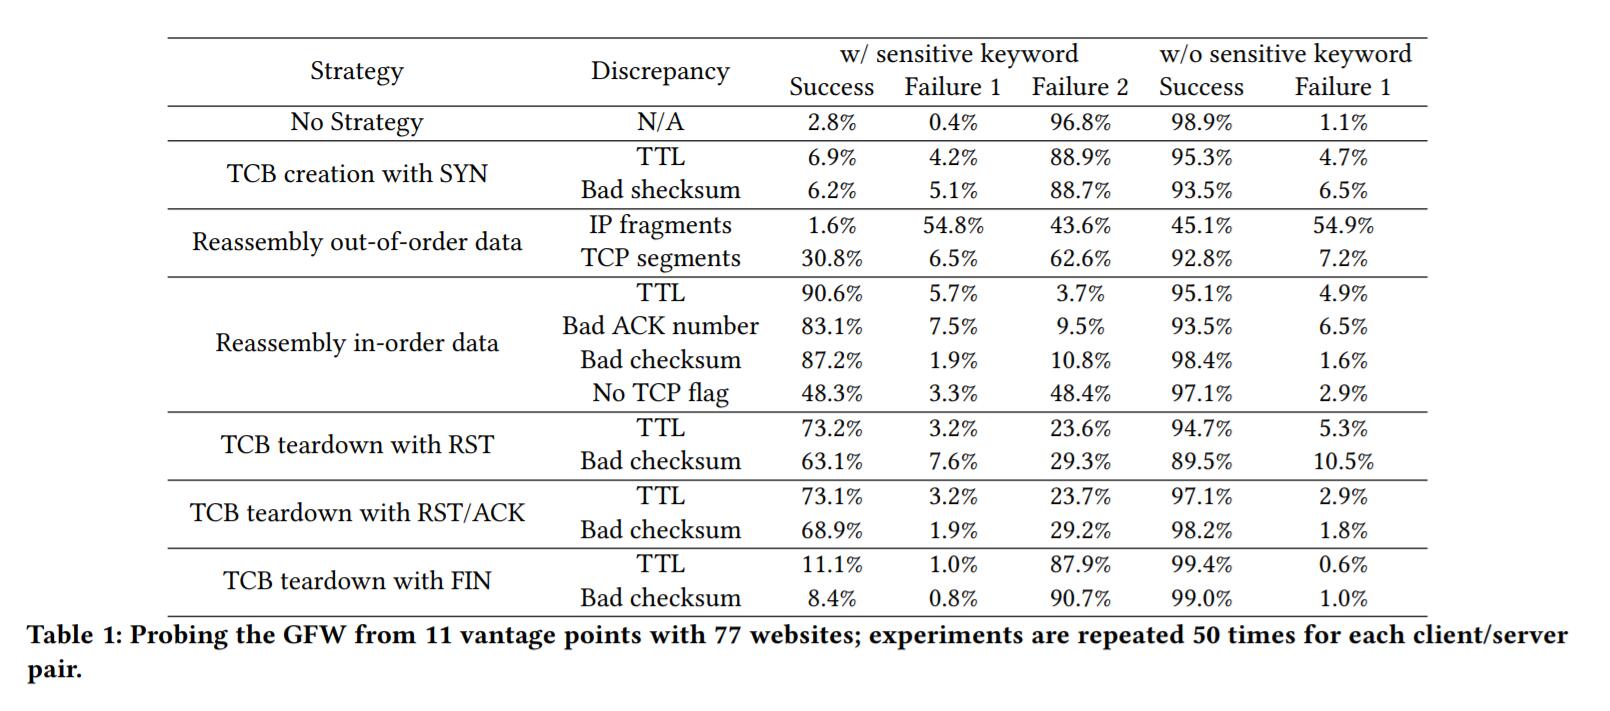 Strategy Discrepancy w/ sensitive keyword w/o sensitive keyword
Success Failure 1 Failure 2 Success Failure 1
No Strategy N/A 2.8% 0.4% 96.8% 98.9% 1.1%
TCB creation with SYN TTL 6.9% 4.2% 88.9% 95.3% 4.7%
Bad shecksum 6.2% 5.1% 88.7% 93.5% 6.5%
Reassembly out-of-order data IP fragments 1.6% 54.8% 43.6% 45.1% 54.9%
TCP segments 30.8% 6.5% 62.6% 92.8% 7.2%
Reassembly in-order data TTL 90.6% 5.7% 3.7% 95.1% 4.9%
Bad ACK number 83.1% 7.5% 9.5% 93.5% 6.5%
Bad checksum 87.2% 1.9% 10.8% 98.4% 1.6%
No TCP flag 48.3% 3.3% 48.4% 97.1% 2.9%
TCB teardown with RST TTL 73.2% 3.2% 23.6% 94.7% 5.3%
Bad checksum 63.1% 7.6% 29.3% 89.5% 10.5%
TCB teardown with RST/ACK TTL 73.1% 3.2% 23.7% 97.1% 2.9%
Bad checksum 68.9% 1.9% 29.2% 98.2% 1.8%
TCB teardown with FIN TTL 11.1% 1.0% 87.9% 99.4% 0.6%
Bad checksum 8.4% 0.8% 90.7% 99.0% 1.0%
Table 1: Probing the GFW from 11 vantage points with 77 websites; experiments are repeated 50 times for each client/server
pair.